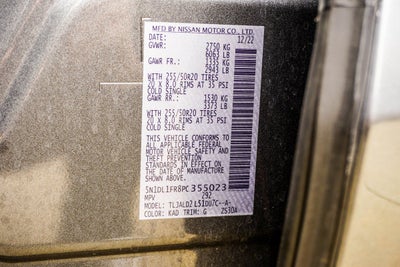 MFD BY NISSAN MOTOR CO., LTD.
DATE: 12/22
GVWR: 2750 KG
6063 LB
GAWR FR.: 1335 KG
2943 LB
WITH 255/50R20 TIRES
20 X 8.0 RIMS AT 35 PSI
COLD SINGLE
GAWR RR.: 1530 KG
3373 LB
WITH 255/50R20 TIRES
20 X 8.0 RIMS AT 35 PSI
COLD SINGLE
THIS VEHICLE CONFORMS TO
ALL APPLICABLE FEDERAL
MOTOR VEHICLE SAFETY AND
THEFT PREVENTION
STANDARDS IN EFFECT ON
THE DATE OF MANUFACTURE
SHOWN ABOVE.
5N1DL1FR8PC355023
MPV 292
MODEL: TLJALD2 L51DU7C--A-
COLOR: KAD TRIM: G